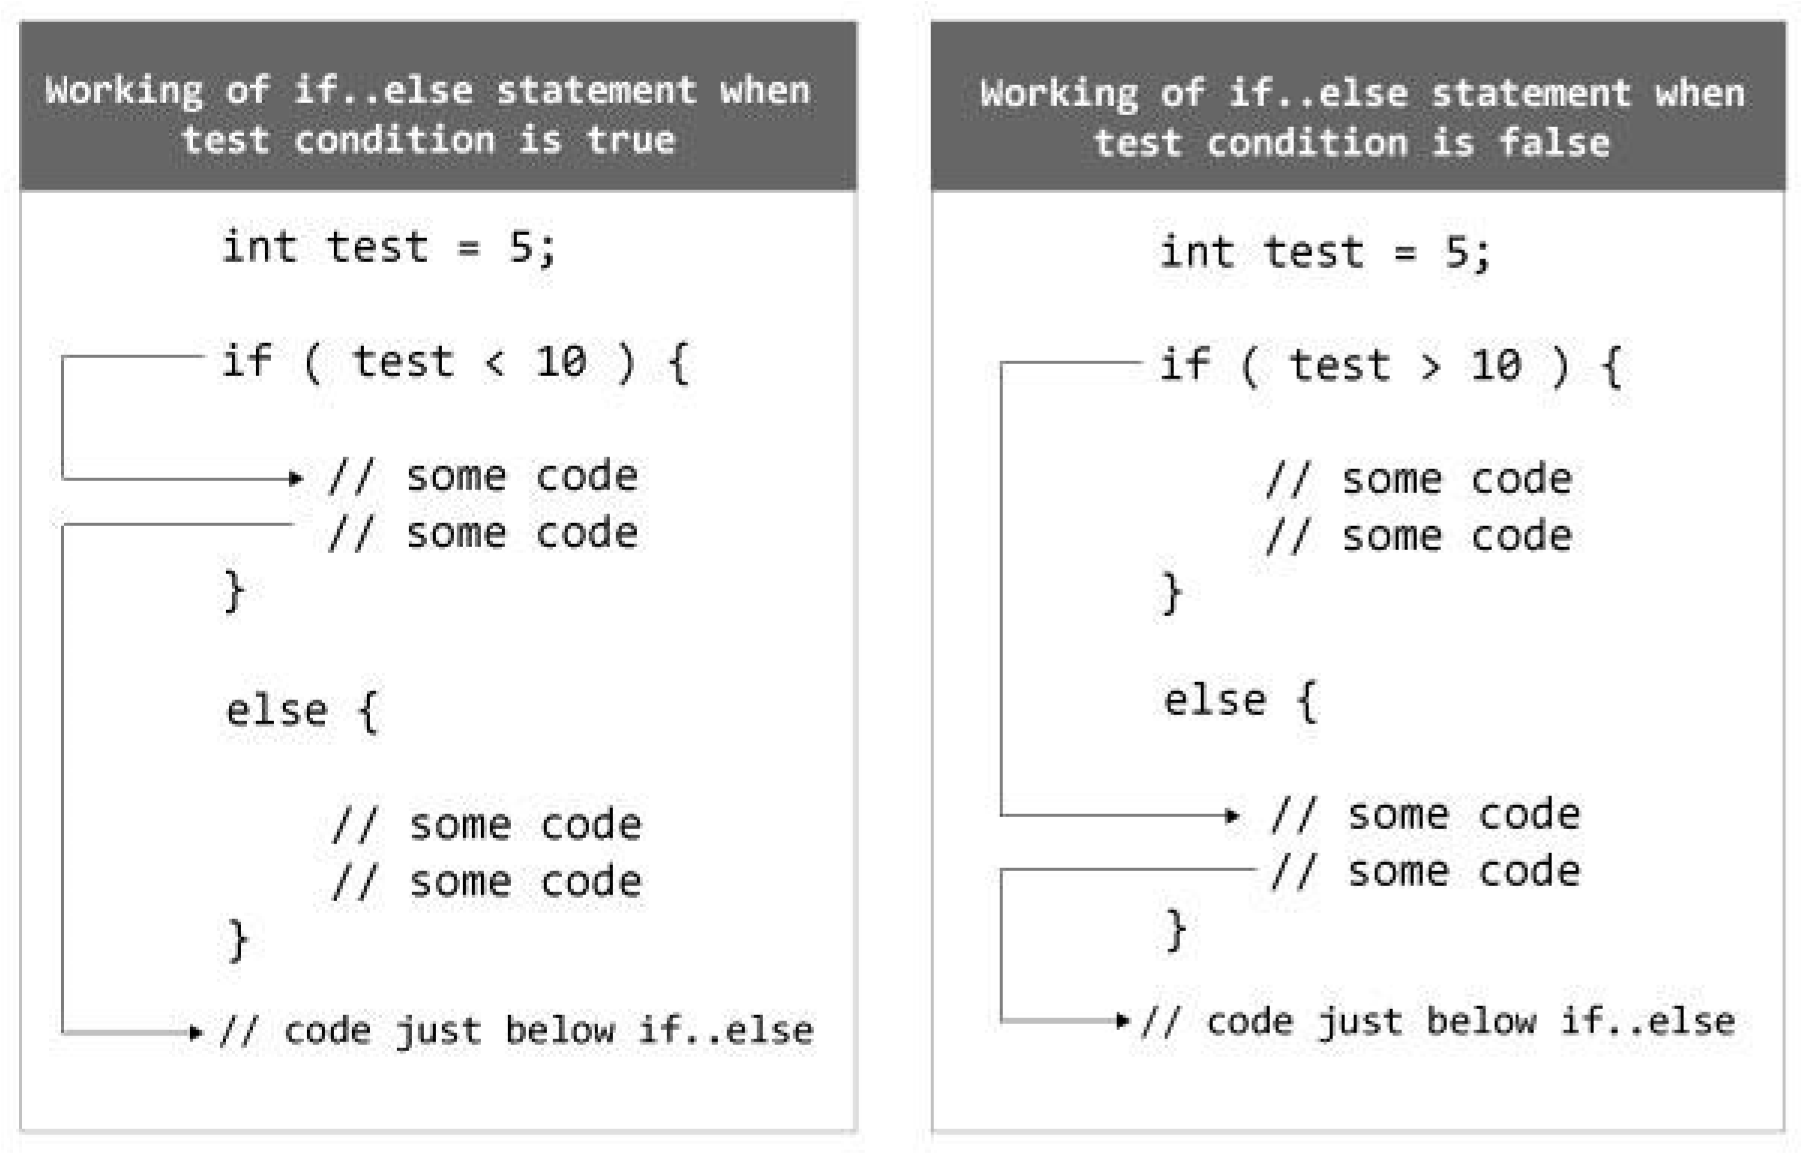 Working of if..else statement when
test condition is true
int test = 5;
if ( test < 10 ) {
// some code
// some code
}
else {
// some code
// some code
}
// code just below if..else
Working of if..else statement when
test condition is false
int test = 5;
if ( test > 10 ) {
// some code
// some code
}
else {
// some code
// some code
}
// code just below if..else